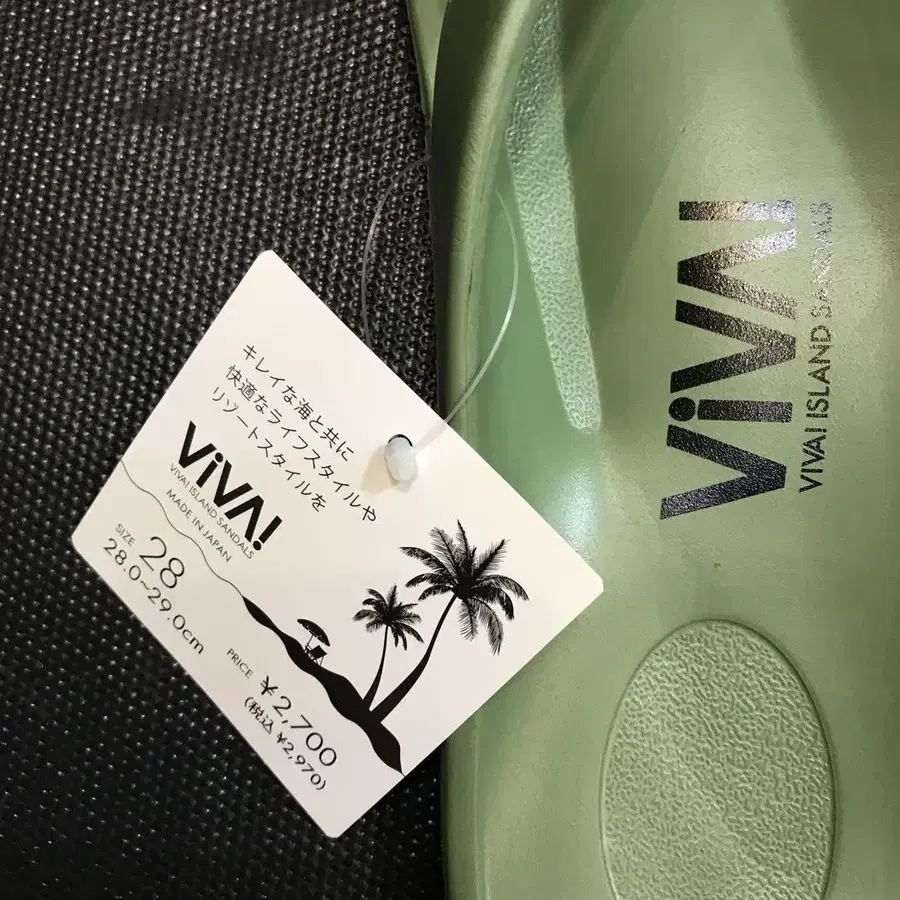 キレイな海と共に
快適なライフスタイルや
リゾートスタイルを
ViVA!
VIVA! ISLAND SANDALS
MADE IN JAPAN
SIZE 28
28.0~29.0cm
PRICE ¥2,700
(税込 ¥2,970)
ViVA!
VIVA! ISLAND SANDALS